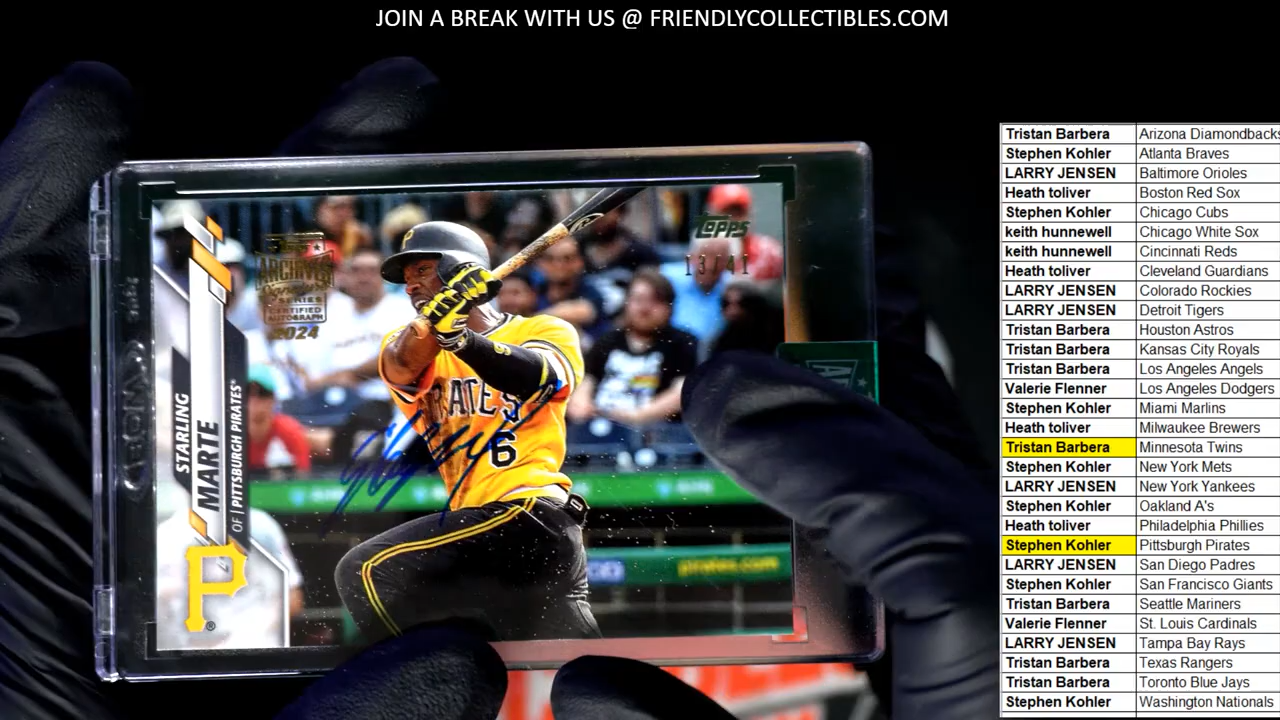 JOIN A BREAK WITH US @ FRIENDLYCOLLECTIBLES.COM
TOPPS
13/41
ARCHIVES
Signature
SERIES
CERTIFIED
AUTOGRAPH
2024
STARLING
MARTE
OF | PITTSBURGH PIRATES®
P
®
PIRATES
6
pirates.com
Tristan Barbera Arizona Diamondbacks
Stephen Kohler Atlanta Braves
LARRY JENSEN Baltimore Orioles
Heath toliver Boston Red Sox
Stephen Kohler Chicago Cubs
keith hunnewell Chicago White Sox
keith hunnewell Cincinnati Reds
Heath toliver Cleveland Guardians
LARRY JENSEN Colorado Rockies
LARRY JENSEN Detroit Tigers
Tristan Barbera Houston Astros
Tristan Barbera Kansas City Royals
Tristan Barbera Los Angeles Angels
Valerie Flenner Los Angeles Dodgers
Stephen Kohler Miami Marlins
Heath toliver Milwaukee Brewers
Tristan Barbera Minnesota Twins
Stephen Kohler New York Mets
LARRY JENSEN New York Yankees
Stephen Kohler Oakland A's
Heath toliver Philadelphia Phillies
Stephen Kohler Pittsburgh Pirates
LARRY JENSEN San Diego Padres
Stephen Kohler San Francisco Giants
Tristan Barbera Seattle Mariners
Valerie Flenner St. Louis Cardinals
LARRY JENSEN Tampa Bay Rays
Tristan Barbera Texas Rangers
Tristan Barbera Toronto Blue Jays
Stephen Kohler Washington Nationals